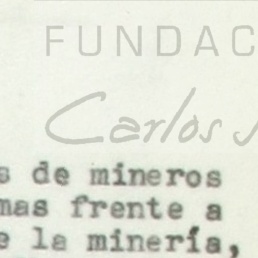 FUNDAC
Carlos
s de mineros
mas frente a
e la minería,